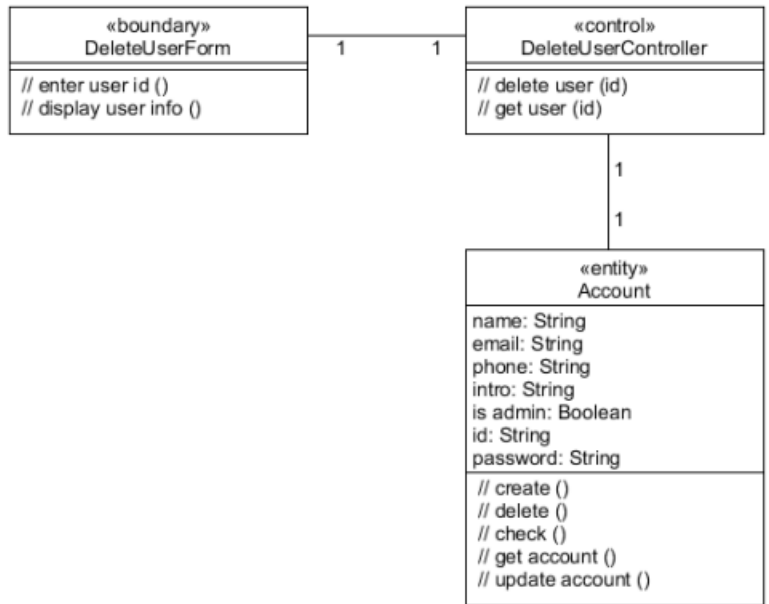 «boundary»
DeleteUserForm
// enter user id ()
// display user info ()
1
1
«control»
DeleteUserController
// delete user (id)
// get user (id)
1
1
«entity»
Account
name: String
email: String
phone: String
intro: String
is admin: Boolean
id: String
password: String
// create ()
// delete ()
// check ()
// get account ()
// update account ()